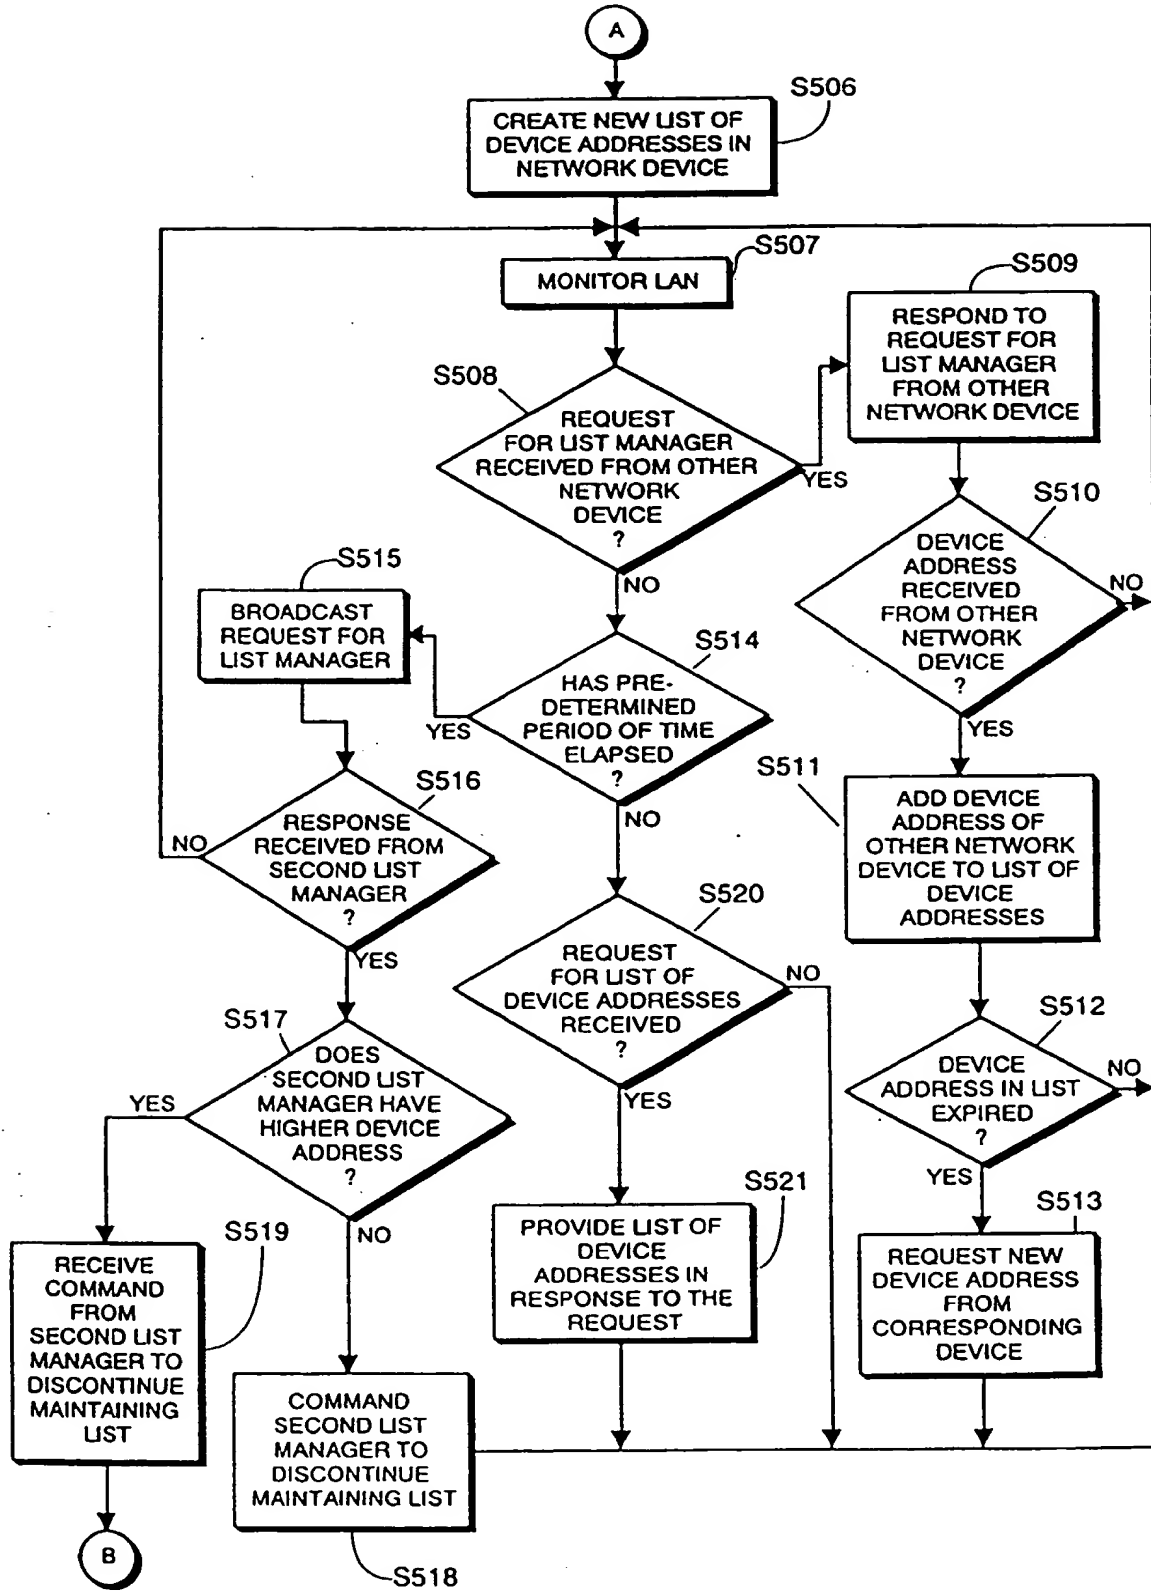 A
S506
CREATE NEW LIST OF
DEVICE ADDRESSES IN
NETWORK DEVICE
S507
MONITOR LAN
S508
REQUEST
FOR LIST MANAGER
RECEIVED FROM OTHER
NETWORK
DEVICE
?
YES
NO
S509
RESPOND TO
REQUEST FOR
LIST MANAGER
FROM OTHER
NETWORK DEVICE
S510
DEVICE
ADDRESS
RECEIVED
FROM OTHER
NETWORK
DEVICE
?
NO
YES
S511
ADD DEVICE
ADDRESS OF
OTHER NETWORK
DEVICE TO LIST OF
DEVICE
ADDRESSES
S512
DEVICE
ADDRESS IN LIST
EXPIRED
?
NO
YES
S513
REQUEST NEW
DEVICE ADDRESS
FROM
CORRESPONDING
DEVICE
S514
HAS PRE-
DETERMINED
PERIOD OF TIME
ELAPSED
?
YES
NO
S515
BROADCAST
REQUEST FOR
LIST MANAGER
S516
RESPONSE
RECEIVED FROM
SECOND LIST
MANAGER
?
NO
YES
S517
DOES
SECOND LIST
MANAGER HAVE
HIGHER DEVICE
ADDRESS
?
YES
NO
S519
RECEIVE
COMMAND
FROM
SECOND LIST
MANAGER TO
DISCONTINUE
MAINTAINING
LIST
B
COMMAND
SECOND LIST
MANAGER TO
DISCONTINUE
MAINTAINING LIST
S518
S520
REQUEST
FOR LIST OF
DEVICE ADDRESSES
RECEIVED
?
NO
YES
S521
PROVIDE LIST OF
DEVICE
ADDRESSES IN
RESPONSE TO THE
REQUEST